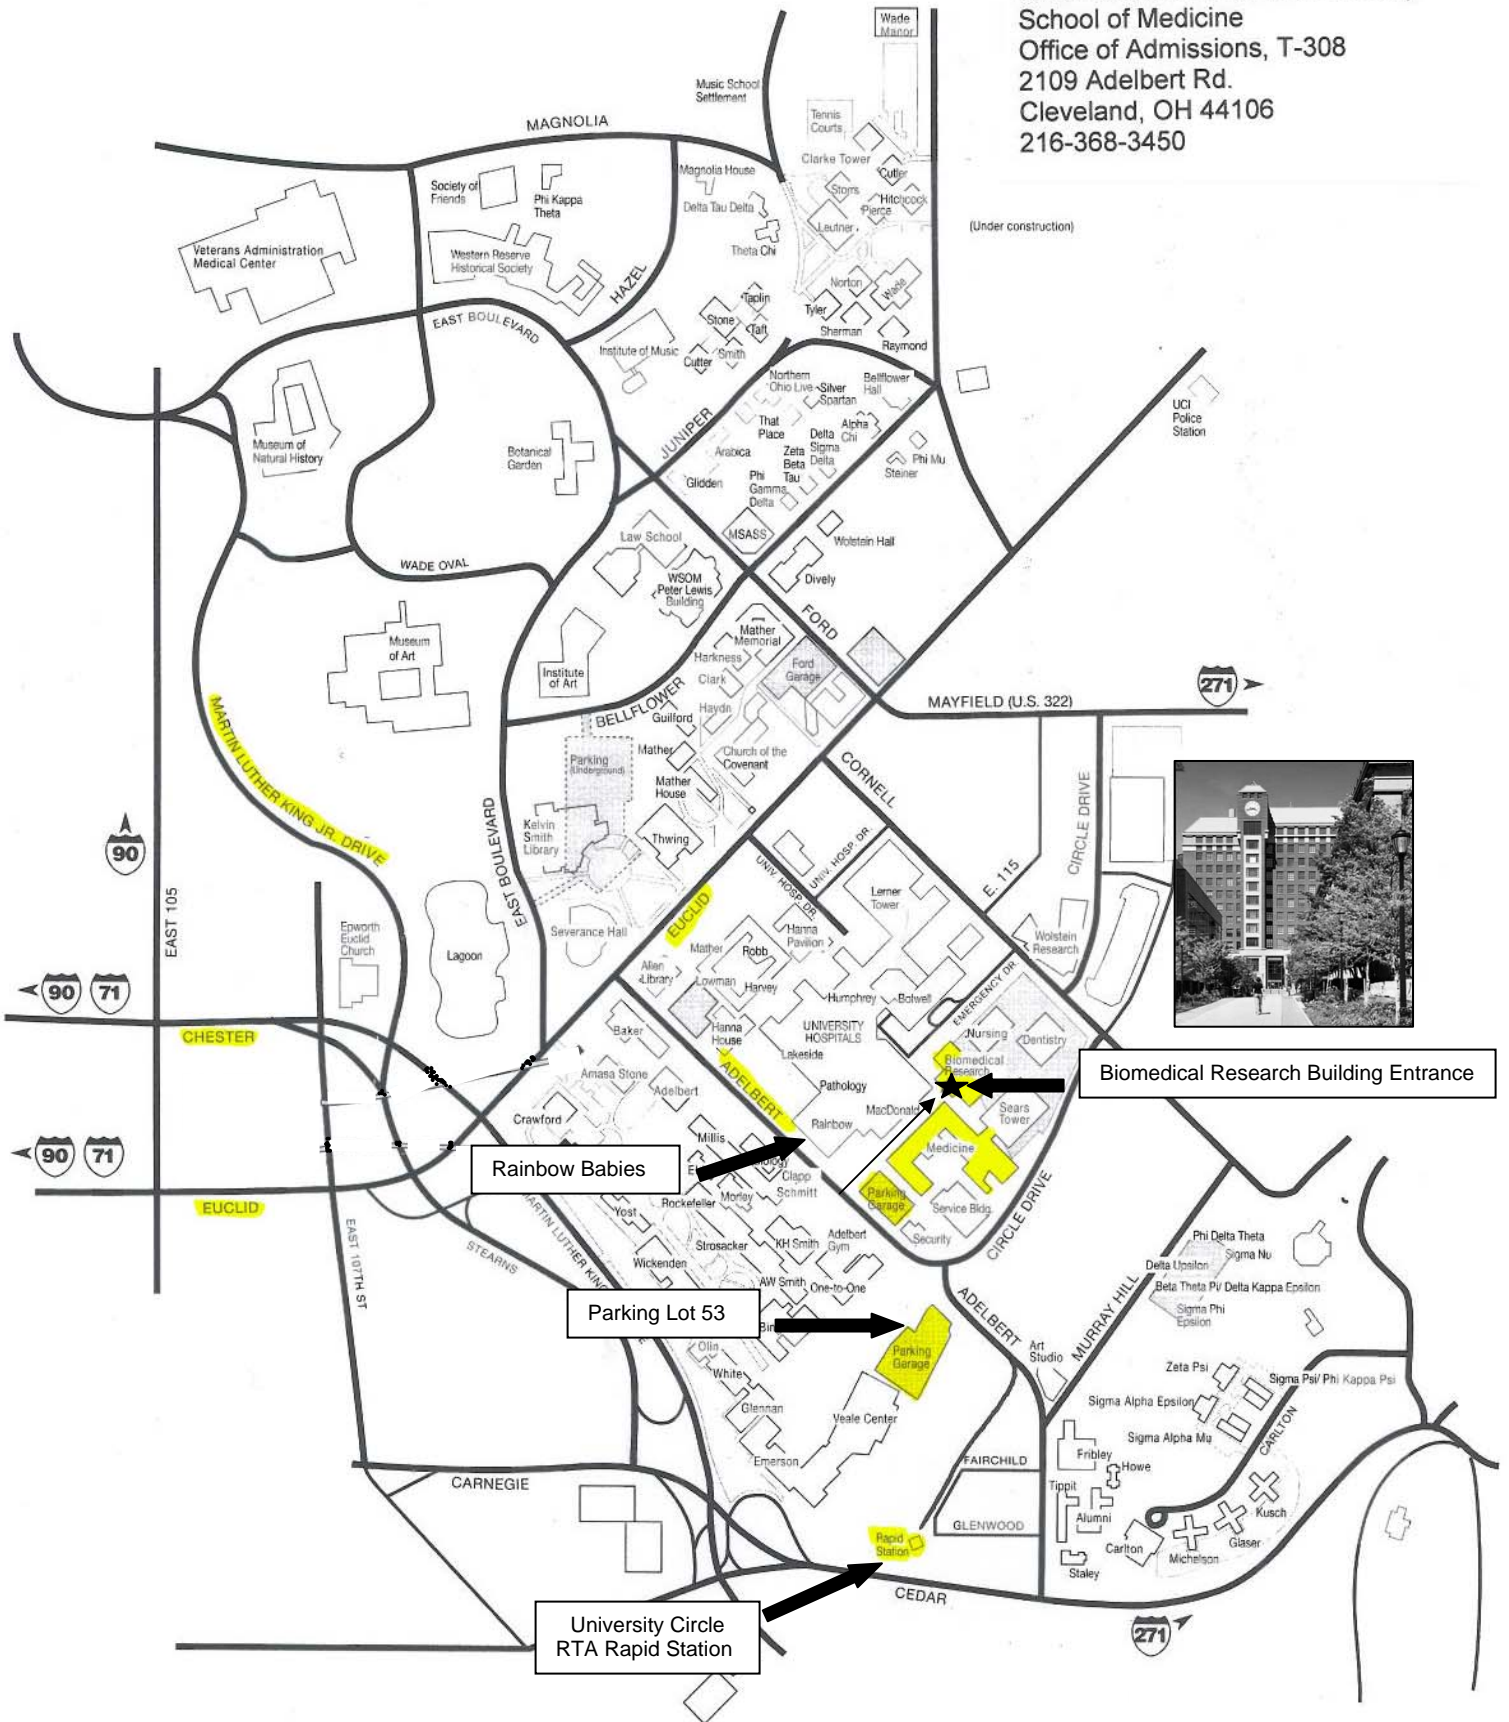 School of Medicine
Office of Admissions, T-308
2109 Adelbert Rd.
Cleveland, OH 44106
216-368-3450
Wade
Manor
Music School
Settlement
Tennis
Courts
MAGNOLIA
Clarke Tower
Cutler
Magnolia House
Society of
Friends
Phi Kappa
Theta
Storrs
Hitchcock
Pierce
Delta Tau Delta
Leutner
(Under construction)
Theta Chi
Veterans Administration
Medical Center
Western Reserve
Historical Society
HAZEL
Norton
Wade
Taplin
Tyler
Stone
Taft
Sherman
EAST BOULEVARD
Raymond
Institute of Music
Cutter
Smith
Northern
Ohio Live
Silver
Spartan
Bellflower
Hall
UCI
Police
Station
JUNIPER
That
Place
Alpha
Chi
Delta
Sigma
Delta
Museum of
Natural History
Botanical
Garden
Arabica
Zeta
Beta
Tau
Phi Mu
Steiner
Glidden
Phi
Gamma
Delta
Law School
MSASS
Wolstein Hall
WADE OVAL
WSOM
Peter Lewis
Building
Dively
FORD
Mather
Memorial
Museum
of Art
Harkness
Ford
Garage
Institute
of Art
Clark
271
BELLFLOWER
Guilford
Haydn
MAYFIELD (U.S. 322)
MARTIN LUTHER KING JR. DRIVE
Parking
(Underground)
Mather
Church of the
Covenant
Mather
House
CORNELL
CIRCLE DRIVE
EAST BOULEVARD
Kelvin
Smith
Library
Thwing
90
UNIV. HOSP. DR.
UNIV. HOSP. DR.
E. 115
Lerner
Tower
EAST 105
EUCLID
Epworth
Euclid
Church
Severance Hall
Hanna
Pavilion
Wolstein
Research
Lagoon
Mather
Robb
Allen
Library
Lowman
Harvey
EMERGENCY DR.
90 71
Humphrey
Bolwell
CHESTER
Baker
Hanna
House
UNIVERSITY
HOSPITALS
Nursing
Dentistry
Lakeside
Biomedical
Research
Biomedical Research Building Entrance
Amasa Stone
ADELBERT
Adelbert
Pathology
Crawford
MacDonald
Sears
Tower
Rainbow
Millis
Medicine
90 71
Rainbow Babies
Clapp
Schmitt
Morley
Rockefeller
Parking
Garage
Service Bldg.
EUCLID
Yost
Security
CIRCLE DRIVE
EAST 107TH ST
STEARNS
MARTIN LUTHER KING
Strosacker
KH Smith
Adelbert
Gym
Phi Delta Theta
Sigma Nu
Wickenden
Delta Upsilon
AW Smith
One-to-One
Beta Theta Pi/ Delta Kappa Epsilon
Parking Lot 53
Sigma Phi
Epsilon
ADELBERT
MURRAY HILL
Olin
Parking
Garage
Art
Studio
White
Zeta Psi
Sigma Psi/ Phi Kappa Psi
Glennan
Veale Center
Sigma Alpha Epsilon
Sigma Alpha Mu
CARLTON
Emerson
FAIRCHILD
Fribley
Howe
CARNEGIE
Tippit
Alumni
Kusch
GLENWOOD
Rapid
Station
Carlton
Glaser
Michelson
Staley
CEDAR
University Circle
RTA Rapid Station
271